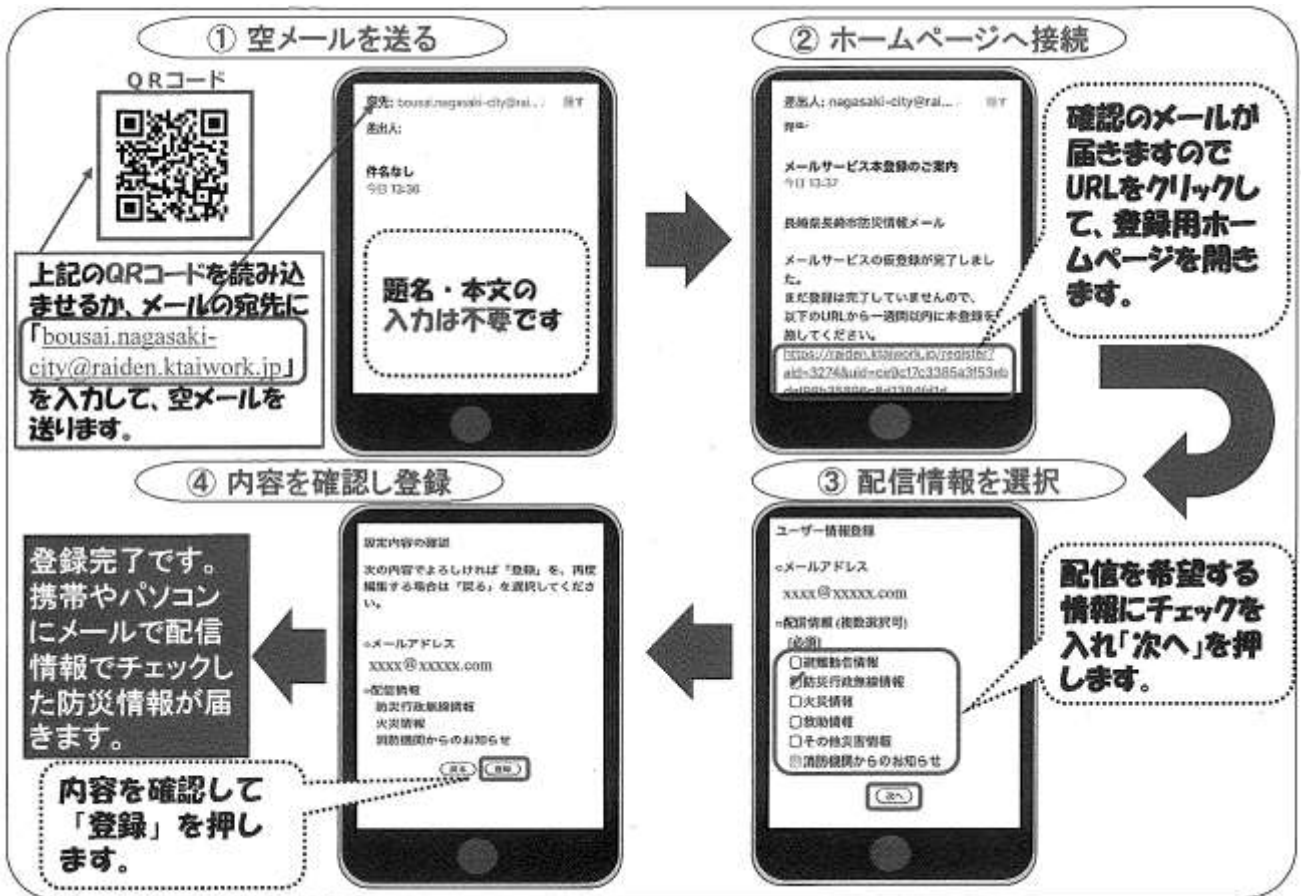 ① 空メールを送る
QRコード
上記のQRコードを読み込
ませるか、メールの宛先に
「bousai.nagasaki-
city@raiden.ktaiwork.jp」
を入力して、空メールを
送ります。
宛先: bousai.nagasaki-city@rai... 隠す
差出人:
件名なし
今日 13:36
題名・本文の
入力は不要です
② ホームページへ接続
差出人: nagasaki-city@rai... 隠す
メールサービス本登録のご案内
今日 13:37
長崎県長崎市防災情報メール
メールサービスの仮登録が完了しまし
た。
まだ登録は完了していませんので、
以下のURLから一週間以内に本登録を
施してください。
https://raiden.ktaiwork.jp/register?
確認のメールが
届きますので
URLをクリックし
て、登録用ホー
ムページを開き
ます。
③ 配信情報を選択
ユーザー情報登録
○メールアドレス
xxxx@xxxxx.com
○配信情報 (複数選択可)
[必須]
避難勧告情報
防災行政無線情報
火災情報
救助情報
その他災害情報
消防機関からのお知らせ
次へ
配信を希望する
情報にチェックを
入れ「次へ」を押
します。
④ 内容を確認し登録
設定内容の確認
次の内容でよろしければ「登録」を、再度
編集する場合は「戻る」を選択してくださ
い。
○メールアドレス
xxxx@xxxxx.com
○配信情報
防災行政無線情報
火災情報
消防機関からのお知らせ
戻る 登録
内容を確認して
「登録」を押し
ます。
登録完了です。
携帯やパソコン
にメールで配信
情報でチェックし
た防災情報が届
きます。